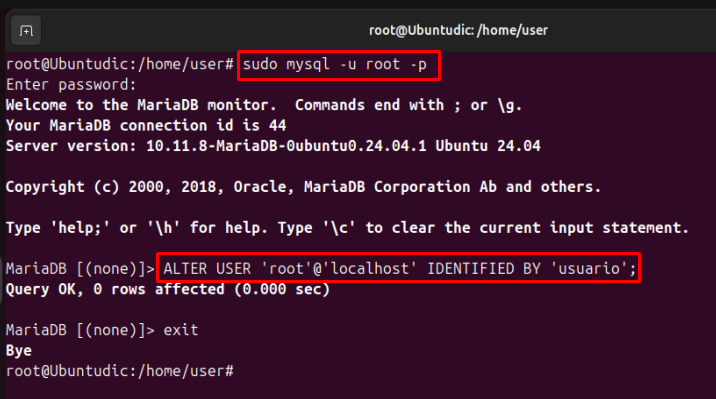 root@Ubuntudic: /home/user
root@Ubuntudic:/home/user# sudo mysql -u root -p
Enter password:
Welcome to the MariaDB monitor.  Commands end with ; or \g.
Your MariaDB connection id is 44
Server version: 10.11.8-MariaDB-0ubuntu0.24.04.1 Ubuntu 24.04
Copyright (c) 2000, 2018, Oracle, MariaDB Corporation Ab and others.
Type 'help;' or '\h' for help. Type '\c' to clear the current input statement.
MariaDB [(none)]> ALTER USER 'root'@'localhost' IDENTIFIED BY 'usuario';
Query OK, 0 rows affected (0.000 sec)
MariaDB [(none)]> exit
Bye
root@Ubuntudic:/home/user#